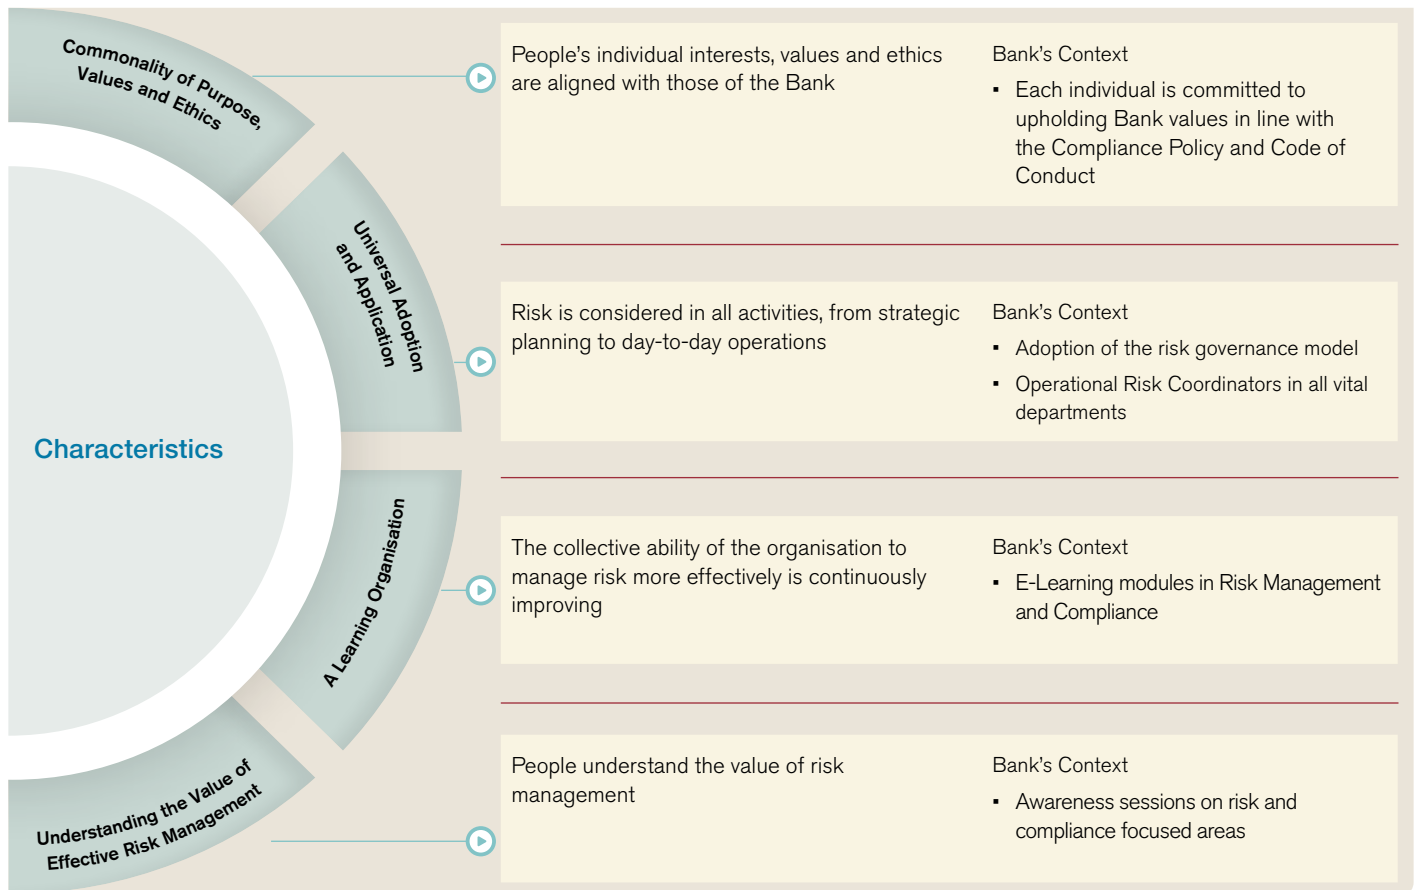 Characteristics
Commonality of Purpose,
Values and Ethics
People’s individual interests, values and ethics
are aligned with those of the Bank
Bank’s Context
▪ Each individual is committed to
upholding Bank values in line with
the Compliance Policy and Code of
Conduct
Universal Adoption
and Application
Risk is considered in all activities, from strategic
planning to day-to-day operations
Bank’s Context
▪ Adoption of the risk governance model
▪ Operational Risk Coordinators in all vital
departments
A Learning Organisation
The collective ability of the organisation to
manage risk more effectively is continuously
improving
Bank’s Context
▪ E-Learning modules in Risk Management
and Compliance
Understanding the Value of
Effective Risk Management
People understand the value of risk
management
Bank’s Context
▪ Awareness sessions on risk and
compliance focused areas